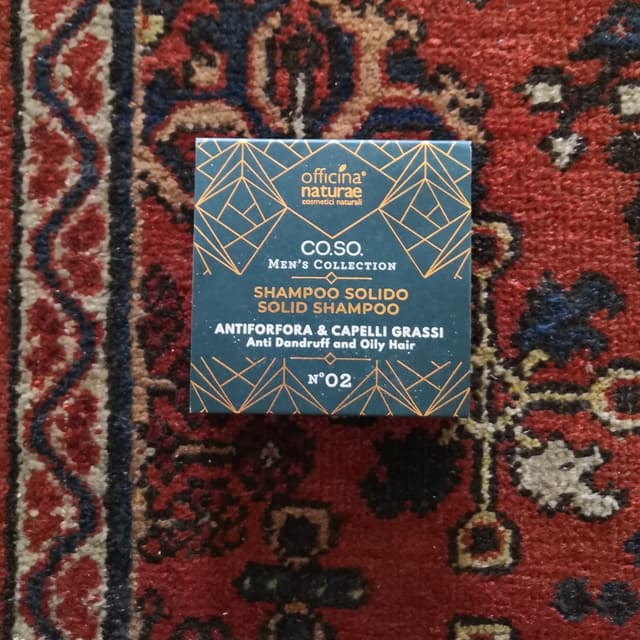 officina®
naturae
cosmetici naturali
CO.SO.
MEN'S COLLECTION
SHAMPOO SOLIDO
SOLID SHAMPOO
ANTIFORFORA & CAPELLI GRASSI
Anti Dandruff and Oily Hair
N°02